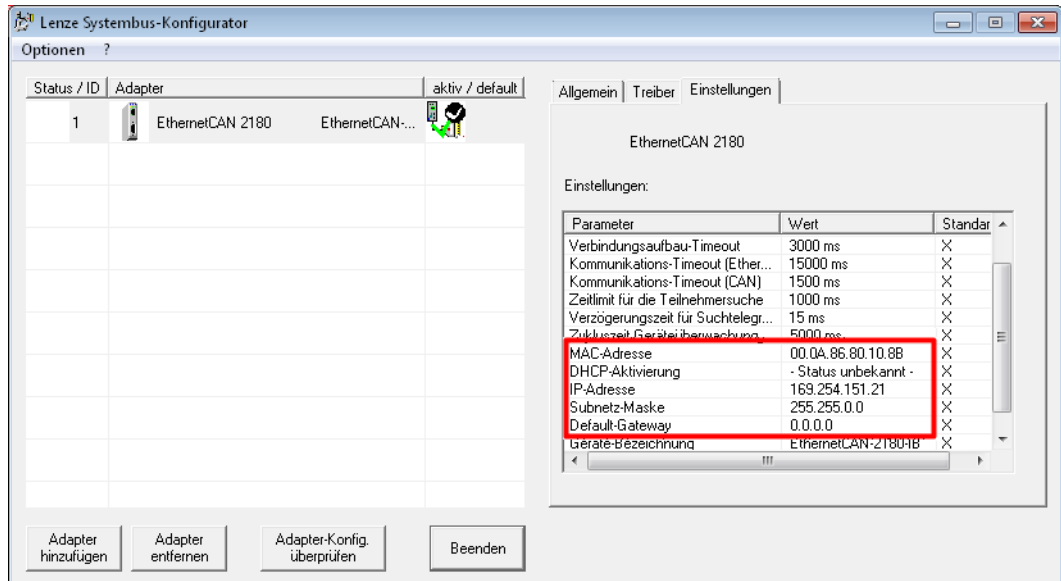 Lenze Systembus-Konfigurator
Optionen ?
Status / ID Adapter aktiv / default
1 EthernetCAN 2180 EthernetCAN-...
Allgemein Treiber Einstellungen
EthernetCAN 2180
Einstellungen:
Parameter Wert Standar
Verbindungsaufbau-Timeout 3000 ms X
Kommunikations-Timeout (Ether... 15000 ms X
Kommunikations-Timeout (CAN) 1500 ms X
Zeitlimit für die Teilnehmersuche 1000 ms X
Verzögerungszeit für Suchtelegr... 15 ms X
Zykluszeit Geräteüberwachung 5000 ms X
MAC-Adresse 00.0A.86.80.10.8B X
DHCP-Aktivierung - Status unbekannt - X
IP-Adresse 169.254.151.21 X
Subnetz-Maske 255.255.0.0 X
Default-Gateway 0.0.0.0 X
Geräte-Bezeichnung EthernetCAN-2180-IB X
Adapter hinzufügen
Adapter entfernen
Adapter-Konfig. überprüfen
Beenden